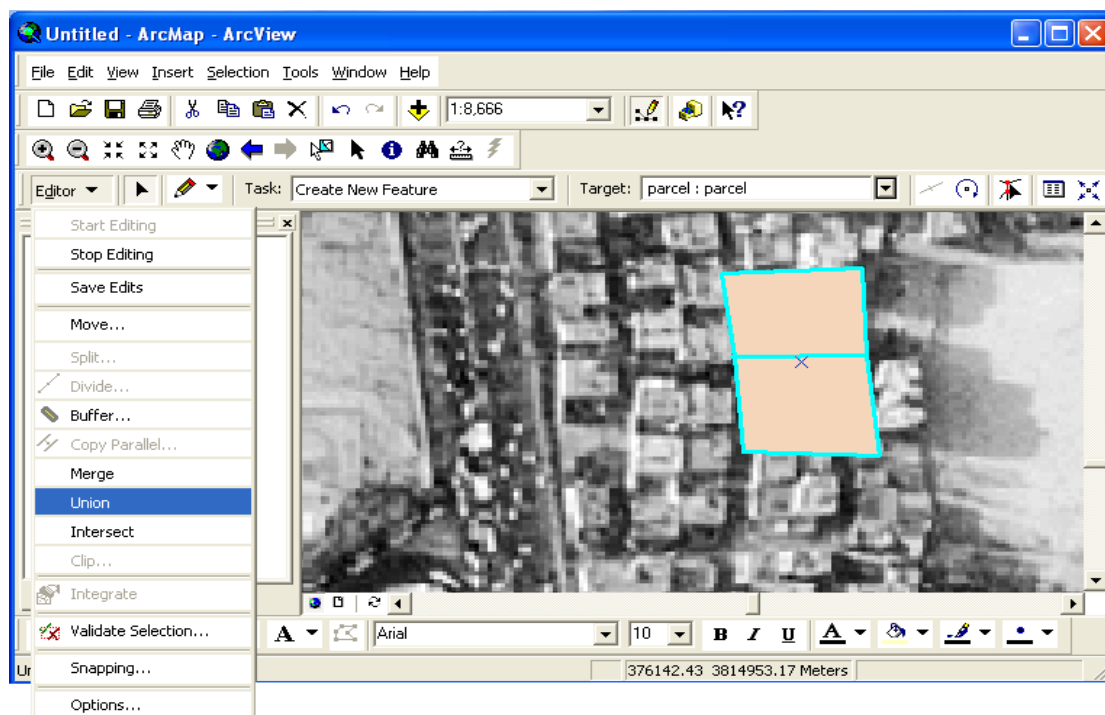 Untitled - ArcMap - ArcView
File Edit View Insert Selection Tools Window Help
1:8,666
Editor Task: Create New Feature Target: parcel : parcel
Start Editing
Stop Editing
Save Edits
Move...
Split...
Divide...
Buffer...
Copy Parallel...
Merge
Union
Intersect
Clip...
Integrate
Validate Selection...
A Arial 10 B I U A
Snapping...
376142.43 3814953.17 Meters
Options...